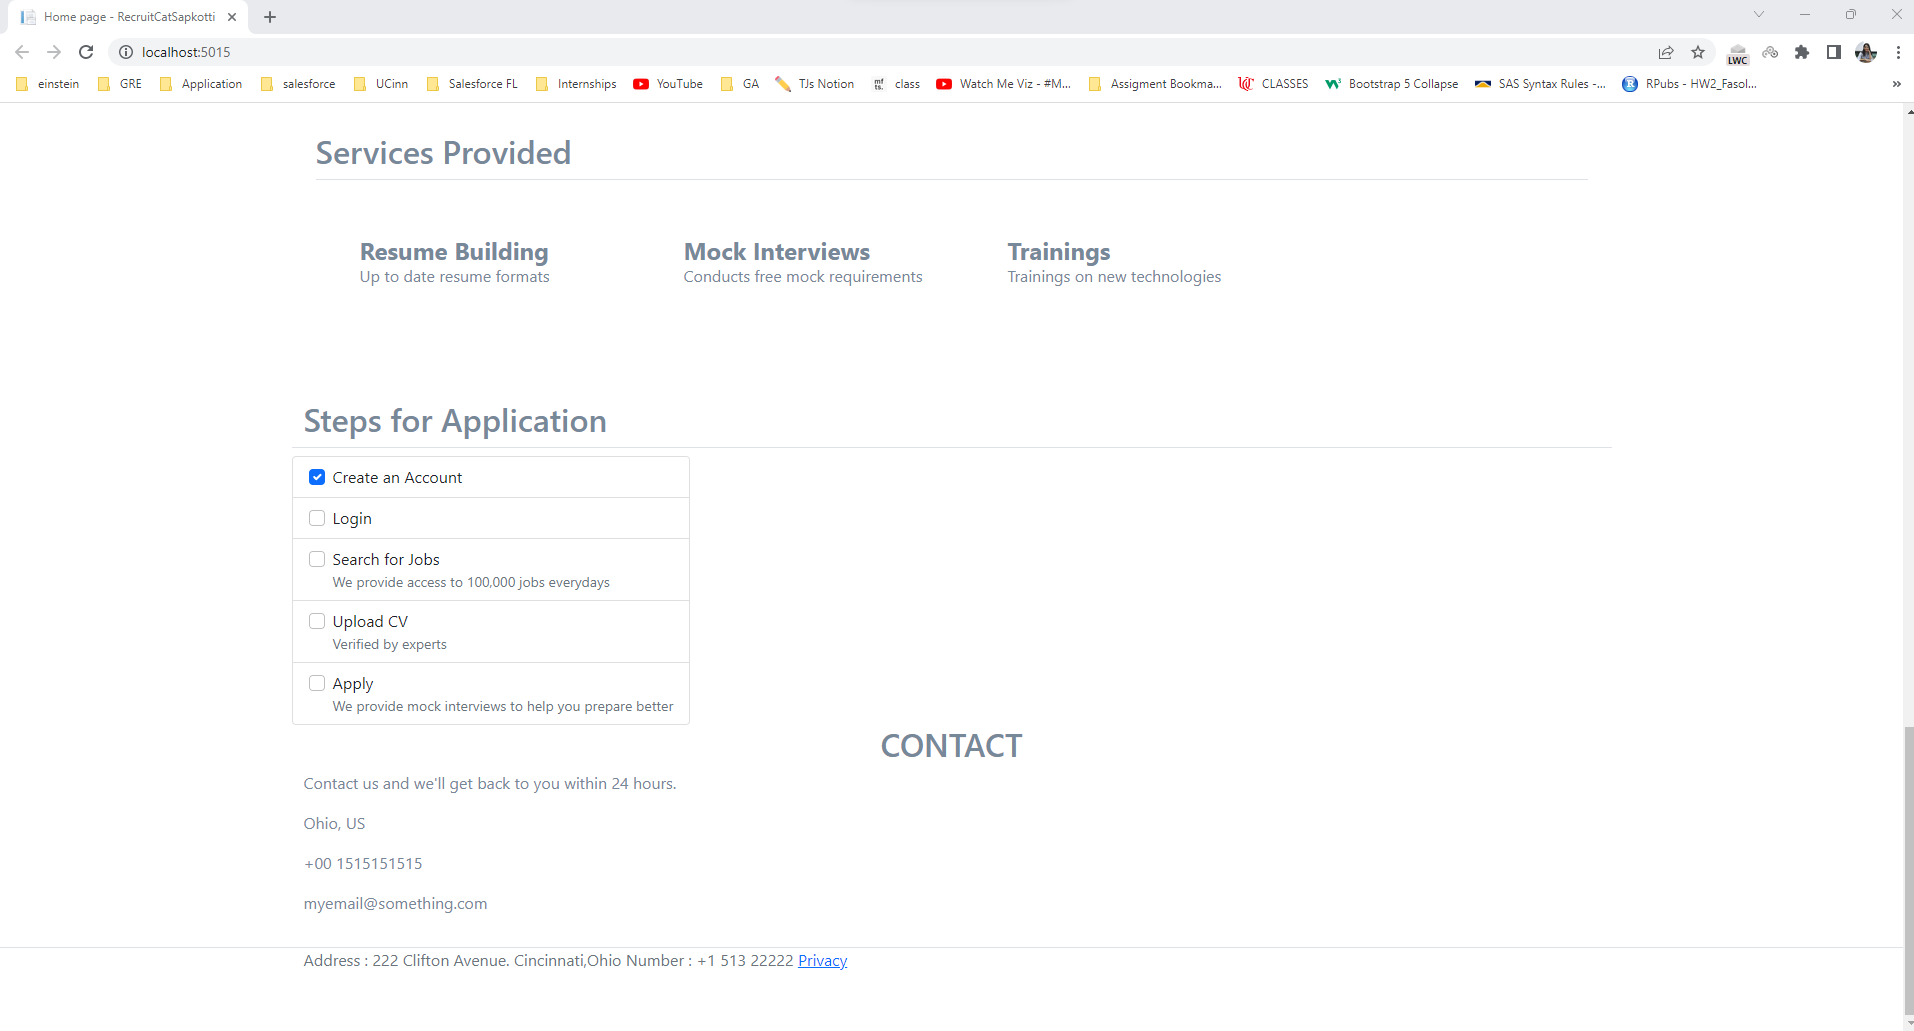 Home page - RecruitCatSapkotti
localhost:5015
LWC
einstein GRE Application salesforce UCinn Salesforce FL Internships YouTube GA TJs Notion mf ts. class Watch Me Viz - #M... Assigment Bookma... CLASSES Bootstrap 5 Collapse SAS Syntax Rules -... R RPubs - HW2_Fasol... »
Services Provided
Resume Building Mock Interviews Trainings
Up to date resume formats Conducts free mock requirements Trainings on new technologies
Steps for Application
Create an Account
Login
Search for Jobs
We provide access to 100,000 jobs everydays
Upload CV
Verified by experts
Apply
We provide mock interviews to help you prepare better
CONTACT
Contact us and we'll get back to you within 24 hours.
Ohio, US
+00 1515151515
myemail@something.com
Address : 222 Clifton Avenue. Cincinnati,Ohio Number : +1 513 22222 Privacy